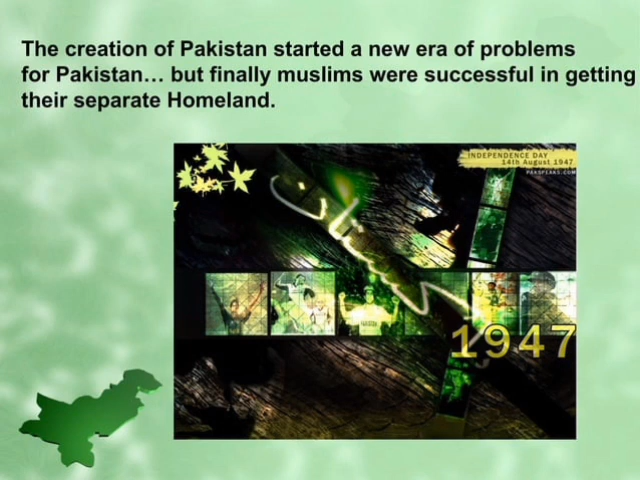 The creation of Pakistan started a new era of problems
for Pakistan… but finally muslims were successful in getting
their separate Homeland.
INDEPENDENCE DAY
14th August 1947
PAKSPEAKS.COM
1947